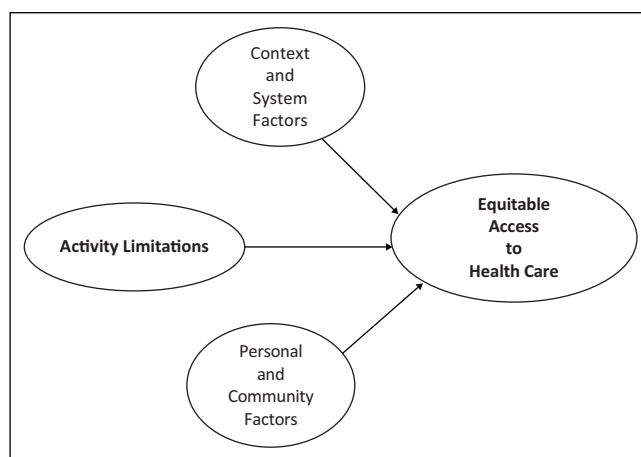 Context
and
System
Factors
Equitable
Access
to
Health Care
Activity Limitations
Personal
and
Community
Factors